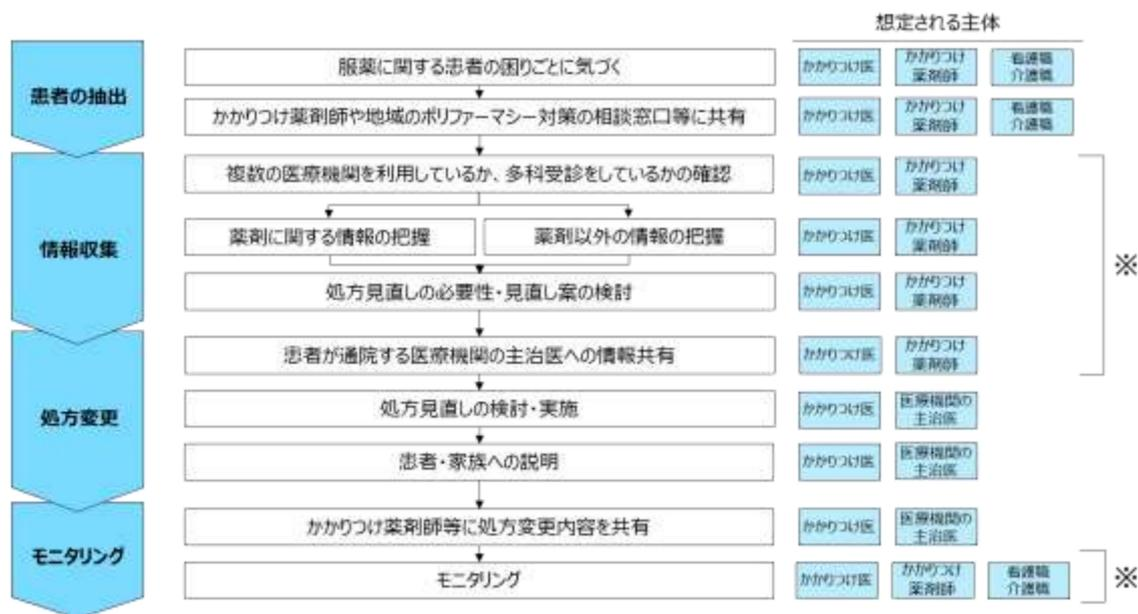 想定される主体
患者の抽出
服薬に関する患者の困りごとに気づく
かかりつけ医
かかりつけ
薬剤師
看護職
介護職
かかりつけ薬剤師や地域のポリファーマシー対策の相談窓口等に共有
かかりつけ医
かかりつけ
薬剤師
看護職
介護職
情報収集
複数の医療機関を利用しているか、多科受診をしているかの確認
かかりつけ医
かかりつけ
薬剤師
薬剤に関する情報の把握
薬剤以外の情報の把握
かかりつけ医
かかりつけ
薬剤師
※
処方見直しの必要性・見直し案の検討
かかりつけ医
かかりつけ
薬剤師
処方変更
患者が通院する医療機関の主治医への情報共有
かかりつけ医
かかりつけ
薬剤師
処方見直しの検討・実施
かかりつけ医
医療機関の
主治医
患者・家族への説明
かかりつけ医
医療機関の
主治医
モニタリング
かかりつけ薬剤師等に処方変更内容を共有
かかりつけ医
医療機関の
主治医
モニタリング
かかりつけ医
かかりつけ
薬剤師
看護職
介護職
※